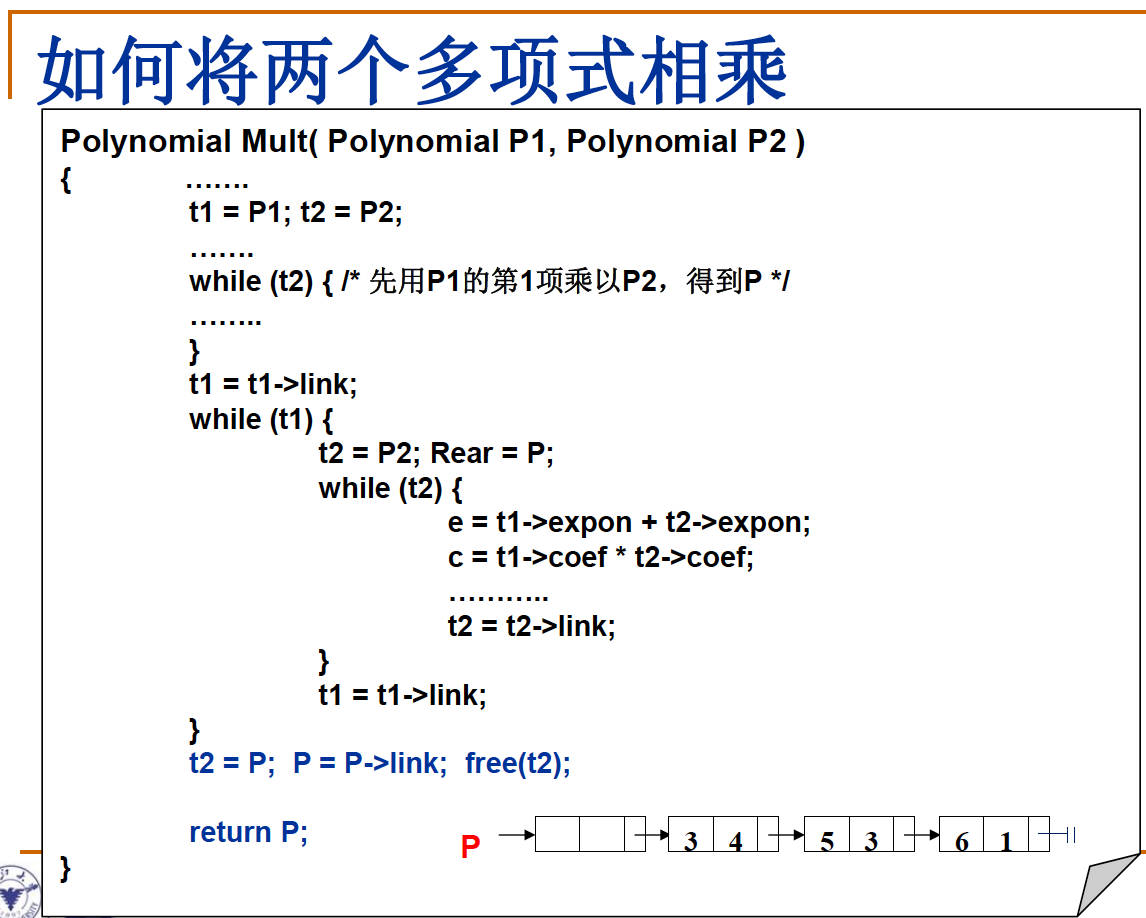 如何将两个多项式相乘
Polynomial Mult( Polynomial P1, Polynomial P2 )
{ …….
t1 = P1; t2 = P2;
…….
while (t2) { /* 先用P1的第1项乘以P2，得到P */
……..
}
t1 = t1->link;
while (t1) {
t2 = P2; Rear = P;
while (t2) {
e = t1->expon + t2->expon;
c = t1->coef * t2->coef;
………..
t2 = t2->link;
}
t1 = t1->link;
}
t2 = P; P = P->link; free(t2);
return P;
P 3 4 5 3 6 1
}